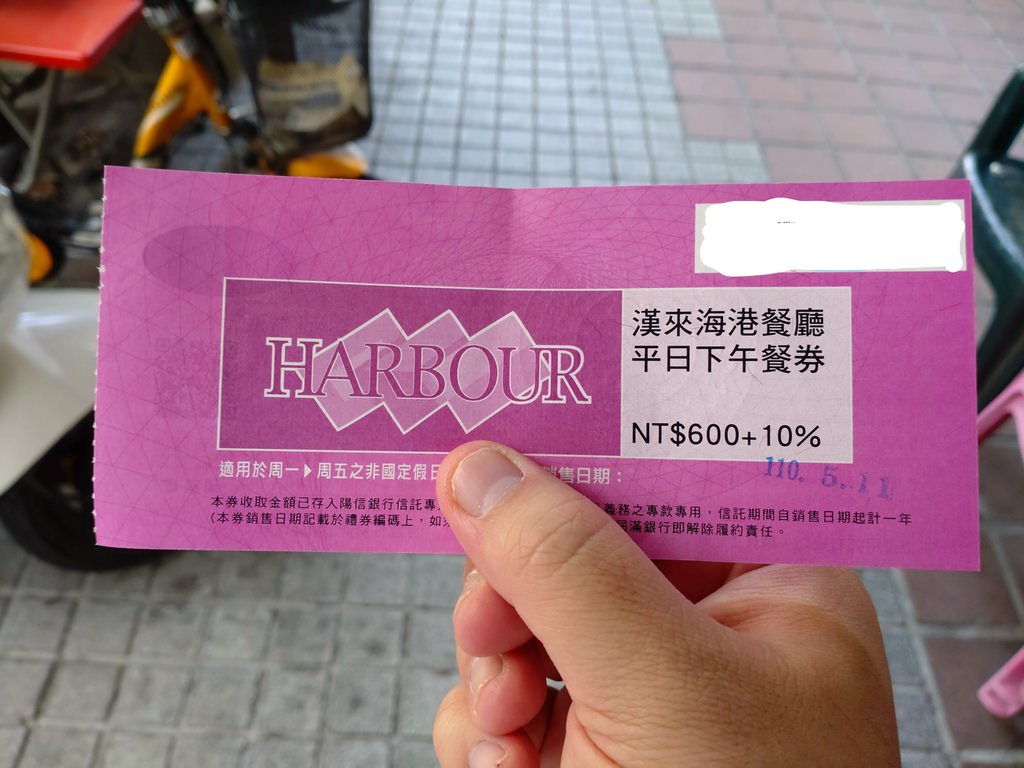 HARBOUR
漢來海港餐廳
平日下午餐券
NT$600+10%
適用於周一▶周五之非國定假日 銷售日期：
110. 5. 11
本券收取金額已存入陽信銀行信託專 義務之專款專用，信託期間自銷售日期起計一年
(本券銷售日期記載於禮券編碼上，如 屆滿銀行即解除履約責任。